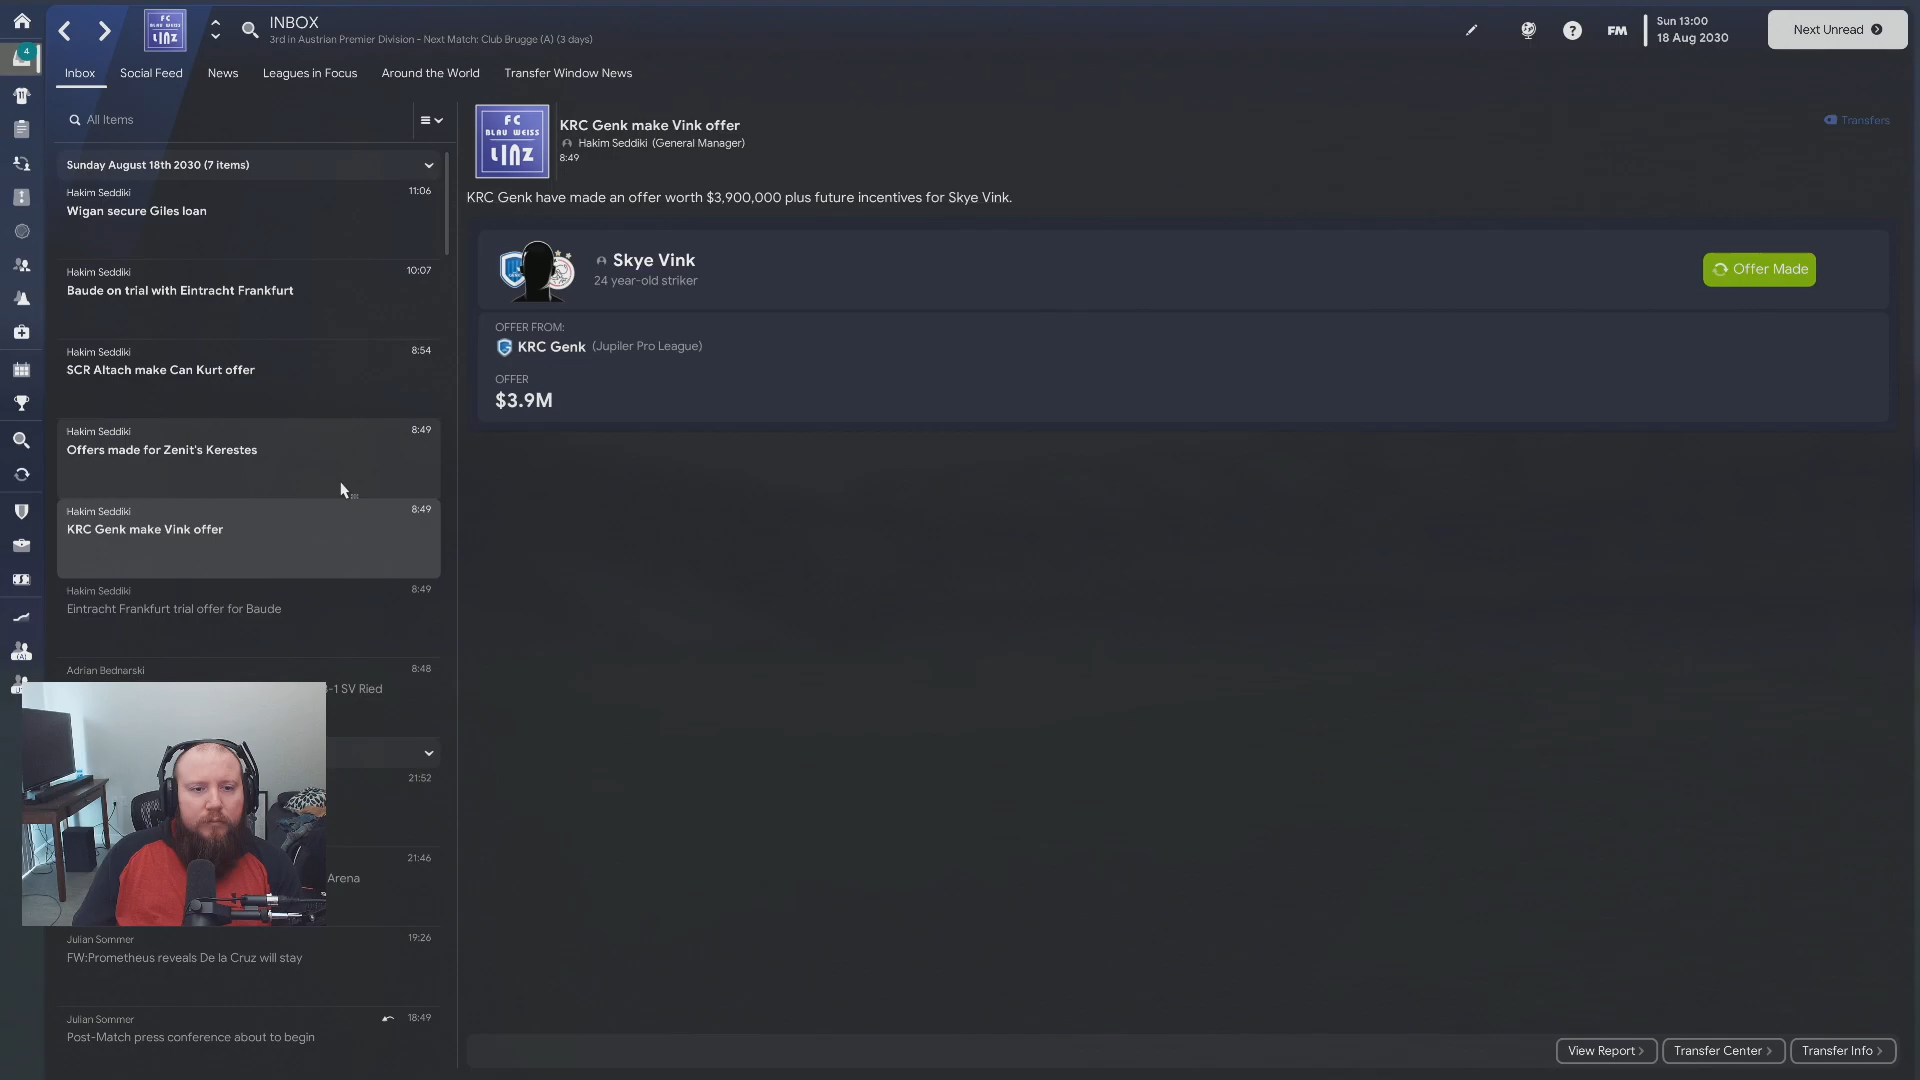 FC
BLAU WEISS
LINZ
INBOX
3rd in Austrian Premier Division - Next Match: Club Brugge (A) (3 days)
FM
Sun 13:00
18 Aug 2030
Next Unread
4
Inbox
Social Feed
News
Leagues in Focus
Around the World
Transfer Window News
All Items
Sunday August 18th 2030 (7 items)
Hakim Seddiki
11:06
Wigan secure Giles loan
Hakim Seddiki
10:07
Baude on trial with Eintracht Frankfurt
Hakim Seddiki
8:54
SCR Altach make Can Kurt offer
Hakim Seddiki
8:49
Offers made for Zenit's Kerestes
Hakim Seddiki
8:49
KRC Genk make Vink offer
Hakim Seddiki
8:49
Eintracht Frankfurt trial offer for Baude
Adrian Bednarski
8:48
-1 SV Ried
21:52
21:46
Arena
Julian Sommer
19:26
FW:Prometheus reveals De la Cruz will stay
Julian Sommer
18:49
Post-Match press conference about to begin
FC
BLAU WEISS
LINZ
KRC Genk make Vink offer
Hakim Seddiki (General Manager)
8:49
Transfers
KRC Genk have made an offer worth $3,900,000 plus future incentives for Skye Vink.
Skye Vink
24 year-old striker
Offer Made
OFFER FROM:
KRC Genk (Jupiler Pro League)
OFFER
$3.9M
View Report
Transfer Center
Transfer Info